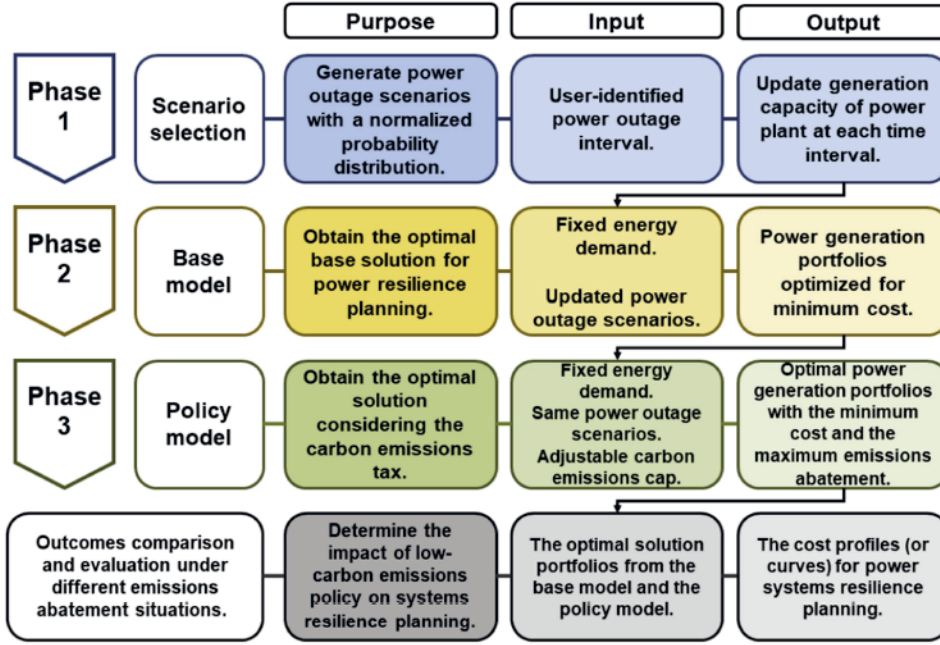 Purpose
Input
Output
Phase
1
Scenario
selection
Generate power
outage scenarios
with a normalized
probability
distribution.
User-identified
power outage
interval.
Update generation
capacity of power
plant at each time
interval.
Phase
2
Base
model
Obtain the optimal
base solution for
power resilience
planning.
Fixed energy
demand.
Updated power
outage scenarios.
Power generation
portfolios
optimized for
minimum cost.
Phase
3
Policy
model
Obtain the optimal
solution
considering the
carbon emissions
tax.
Fixed energy
demand.
Same power outage
scenarios.
Adjustable carbon
emissions cap.
Optimal power
generation portfolios
with the minimum
cost and the
maximum emissions
abatement.
Outcomes comparison
and evaluation under
different emissions
abatement situations.
Determine the
impact of low-
carbon emissions
policy on systems
resilience planning.
The optimal solution
portfolios from the
base model and the
policy model.
The cost profiles (or
curves) for power
systems resilience
planning.